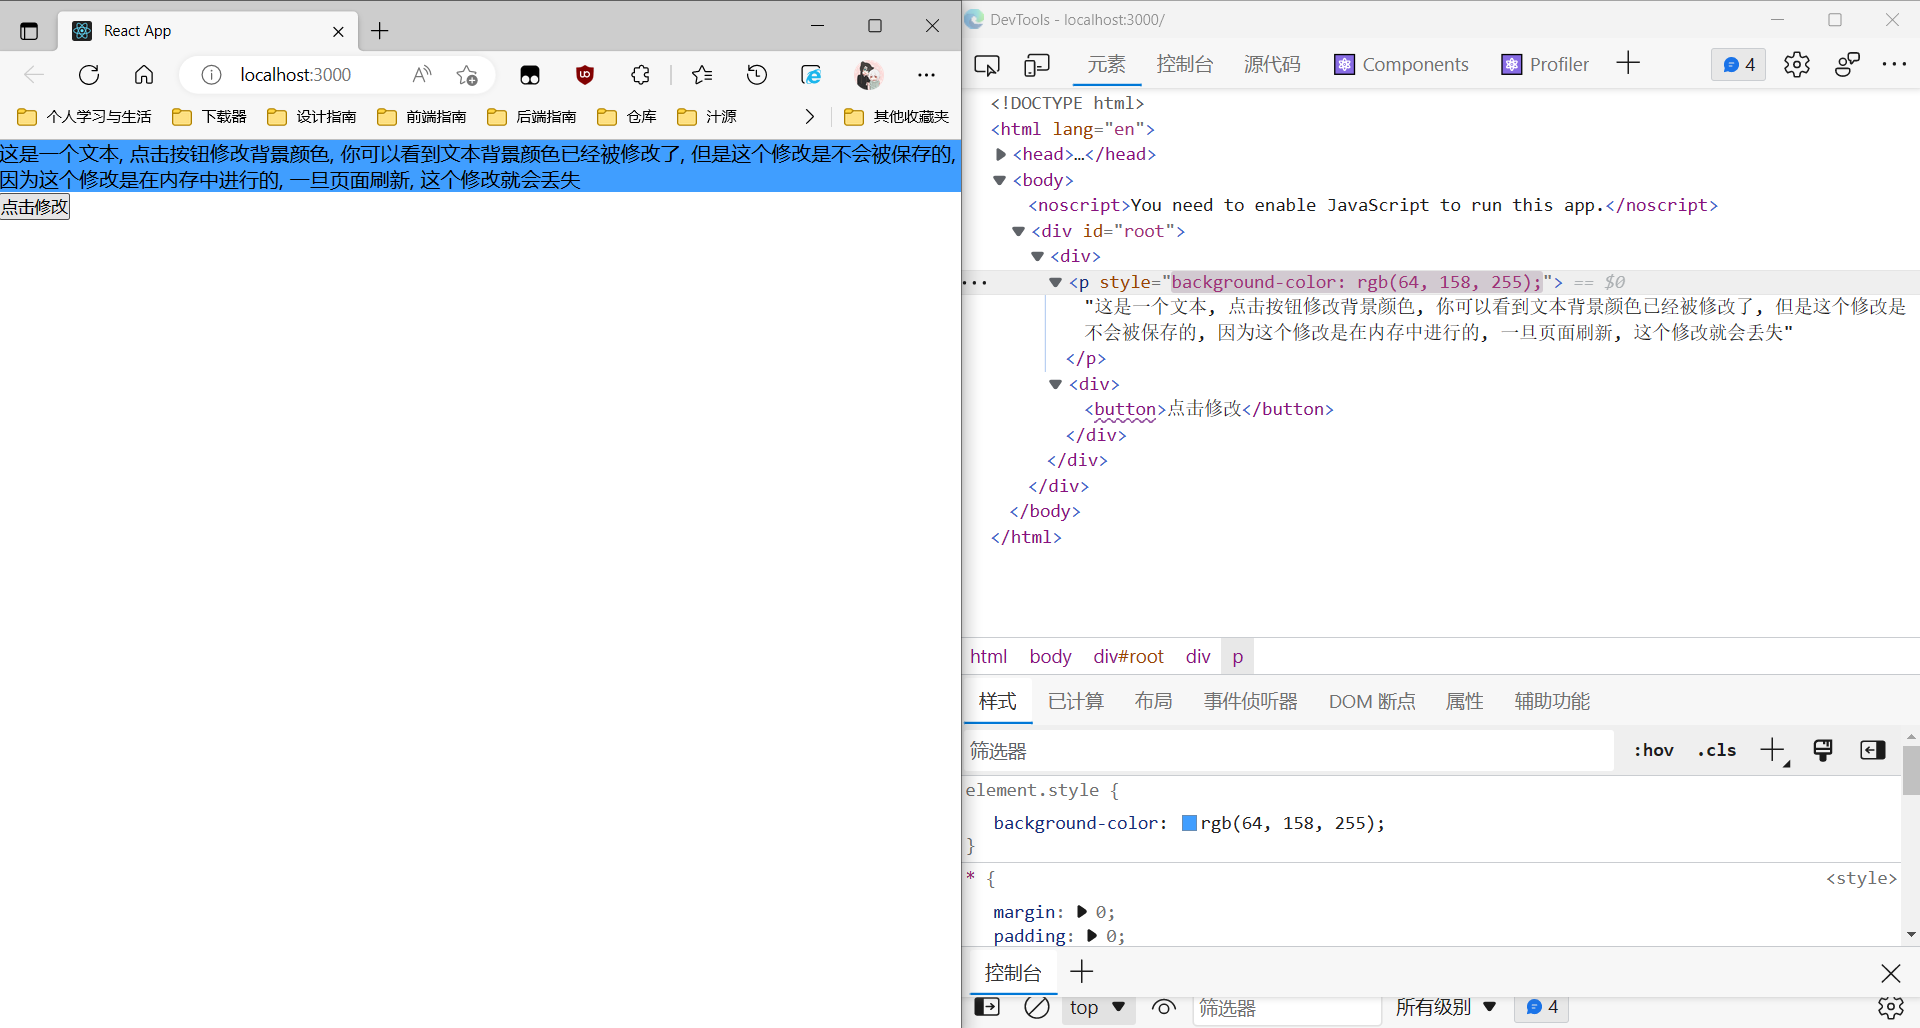 React App
localhost:3000
个人学习与生活 下载器 设计指南 前端指南 后端指南 仓库 汁源 其他收藏夹
这是一个文本, 点击按钮修改背景颜色, 你可以看到文本背景颜色已经被修改了, 但是这个修改是不会被保存的,
因为这个修改是在内存中进行的, 一旦页面刷新, 这个修改就会丢失
点击修改
DevTools - localhost:3000/
元素 控制台 源代码 Components Profiler 4
<!DOCTYPE html>
<html lang="en">
<head>…</head>
<body>
<noscript>You need to enable JavaScript to run this app.</noscript>
<div id="root">
<div>
<p style="background-color: rgb(64, 158, 255);"> == $0
"这是一个文本, 点击按钮修改背景颜色, 你可以看到文本背景颜色已经被修改了, 但是这个修改是
不会被保存的, 因为这个修改是在内存中进行的, 一旦页面刷新, 这个修改就会丢失"
</p>
<div>
<button>点击修改</button>
</div>
</div>
</div>
</body>
</html>
html body div#root div p
样式 已计算 布局 事件侦听器 DOM 断点 属性 辅助功能
筛选器 :hov .cls
element.style {
background-color: rgb(64, 158, 255);
}
* { <style>
margin: 0;
padding: 0;
控制台
top 筛选器 所有级别 4